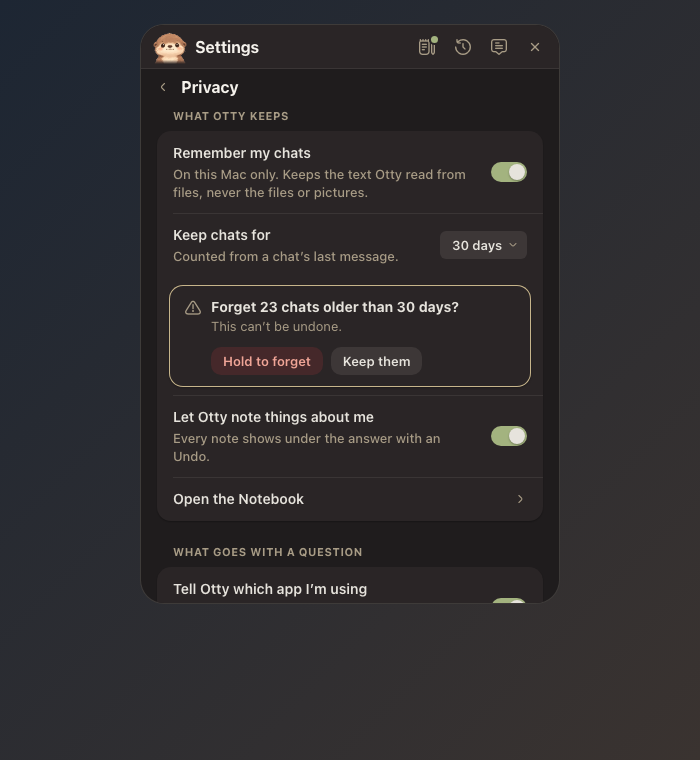 Settings
Privacy
WHAT OTTY KEEPS
Remember my chats
On this Mac only. Keeps the text Otty read from
files, never the files or pictures.
Keep chats for
Counted from a chat’s last message.
30 days
Forget 23 chats older than 30 days?
This can’t be undone.
Hold to forget
Keep them
Let Otty note things about me
Every note shows under the answer with an
Undo.
Open the Notebook
WHAT GOES WITH A QUESTION
Tell Otty which app I’m using